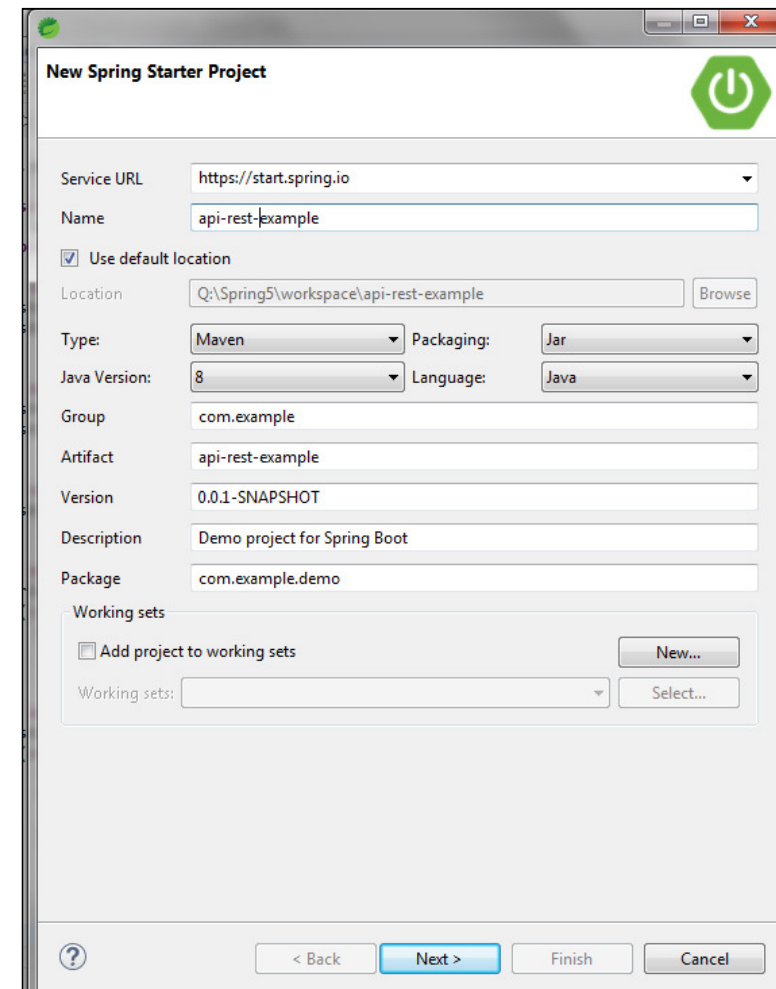 New Spring Starter Project
Service URL https://start.spring.io
Name api-rest-example
Use default location
Location Q:\Spring5\workspace\api-rest-example Browse
Type: Maven Packaging: Jar
Java Version: 8 Language: Java
Group com.example
Artifact api-rest-example
Version 0.0.1-SNAPSHOT
Description Demo project for Spring Boot
Package com.example.demo
Working sets
Add project to working sets New...
Working sets: Select...
? < Back Next > Finish Cancel